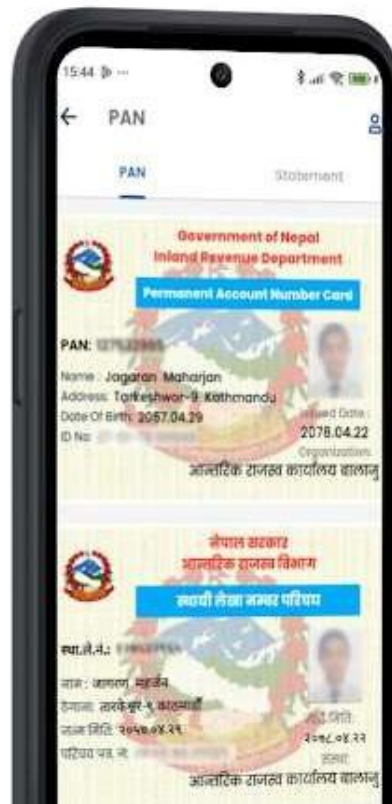 15:44
PAN
PAN
Statement
Government of Nepal
Inland Revenue Department
Permanent Account Number Card
PAN:
Name : Jagaran Maharjan
Address: Tarkeshwor-9 Kathmandu
Date Of Birth: 2057.04.29
ID No:
Issued Date :
2078.04.22
Organization:
आन्तरिक राजस्व कार्यालय बालाजु
नेपाल सरकार
आन्तरिक राजस्व विभाग
स्थायी लेखा नम्बर परिचय
स्था.ले.नं.:
नाम : जागरण महर्जन
ठेगाना: तारकेश्वर-९ काठमाडौं
जन्म मिति: २०५७.०४.२९
परिचय पत्र नं:
जारी मिति:
२०७८.०४.२२
संस्था:
आन्तरिक राजस्व कार्यालय बालाजु